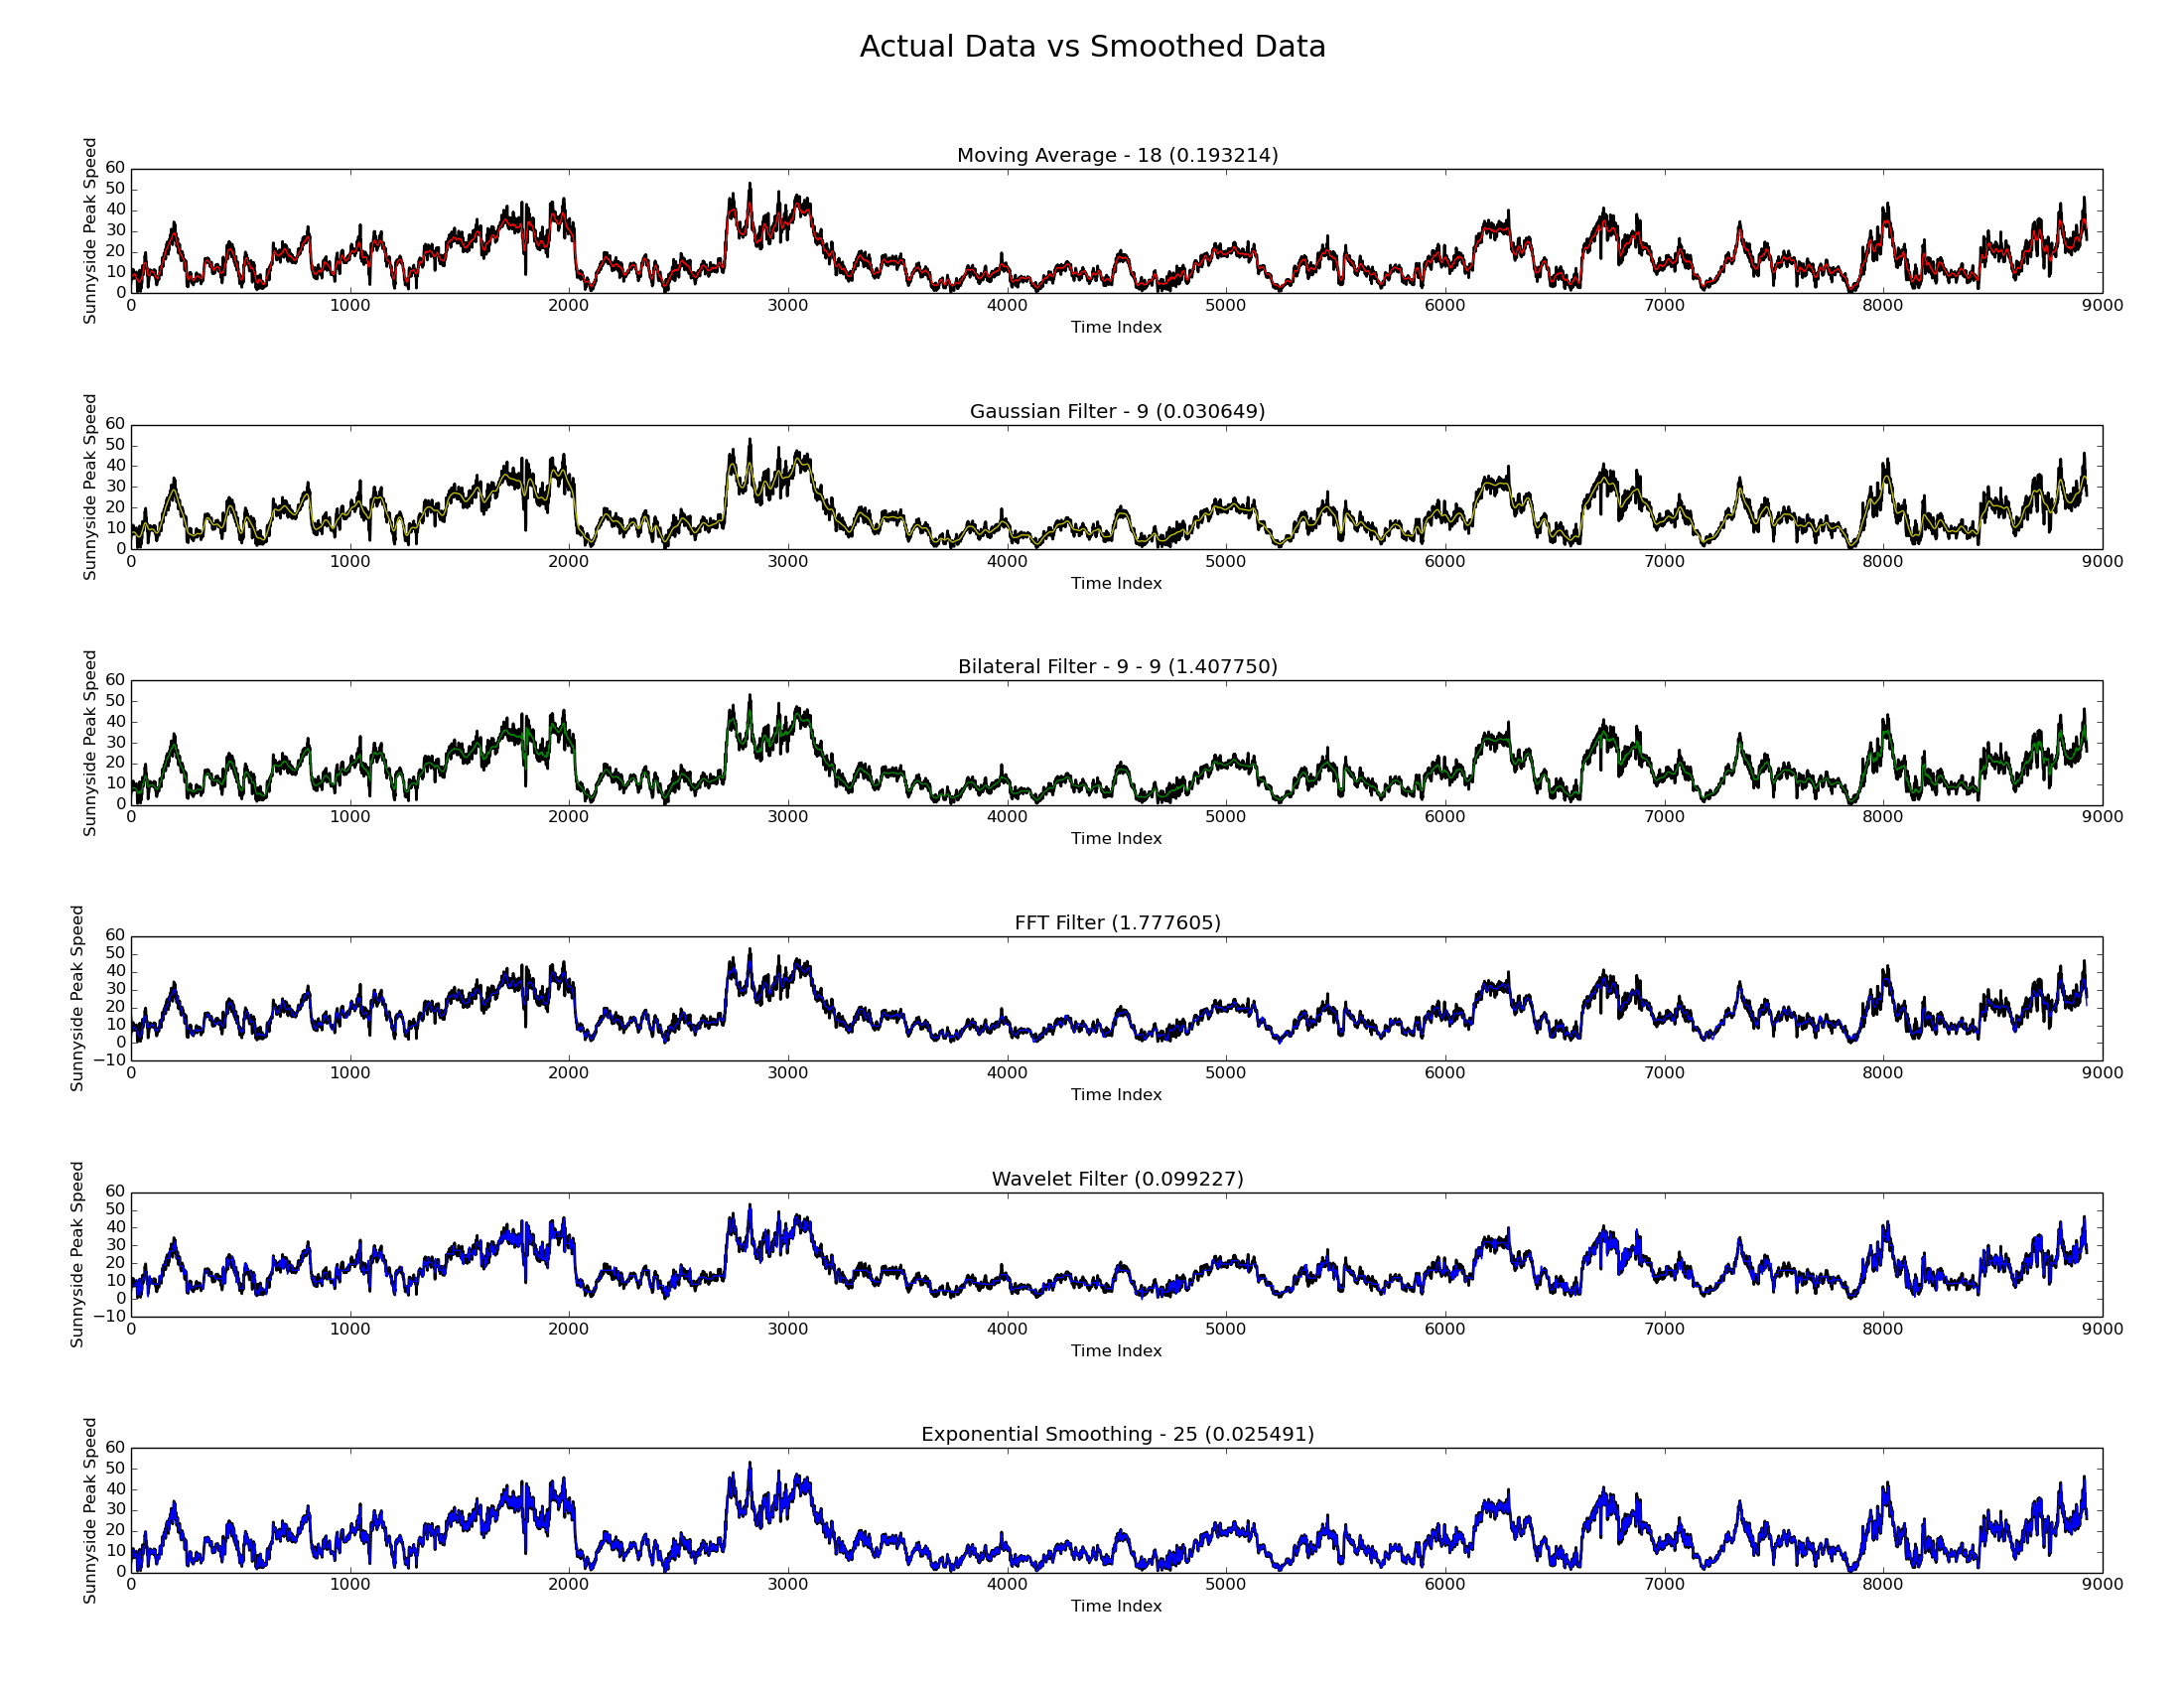 Actual Data vs Smoothed Data
Moving Average - 18 (0.193214)
Sunnyside Peak Speed
60
50
40
30
20
10
0
0 1000 2000 3000 4000 5000 6000 7000 8000 9000
Time Index
Gaussian Filter - 9 (0.030649)
Sunnyside Peak Speed
60
50
40
30
20
10
0
0 1000 2000 3000 4000 5000 6000 7000 8000 9000
Time Index
Bilateral Filter - 9 - 9 (1.407750)
Sunnyside Peak Speed
60
50
40
30
20
10
0
0 1000 2000 3000 4000 5000 6000 7000 8000 9000
Time Index
FFT Filter (1.777605)
Sunnyside Peak Speed
60
50
40
30
20
10
0
−10
0 1000 2000 3000 4000 5000 6000 7000 8000 9000
Time Index
Wavelet Filter (0.099227)
Sunnyside Peak Speed
60
50
40
30
20
10
0
−10
0 1000 2000 3000 4000 5000 6000 7000 8000 9000
Time Index
Exponential Smoothing - 25 (0.025491)
Sunnyside Peak Speed
60
50
40
30
20
10
0
0 1000 2000 3000 4000 5000 6000 7000 8000 9000
Time Index